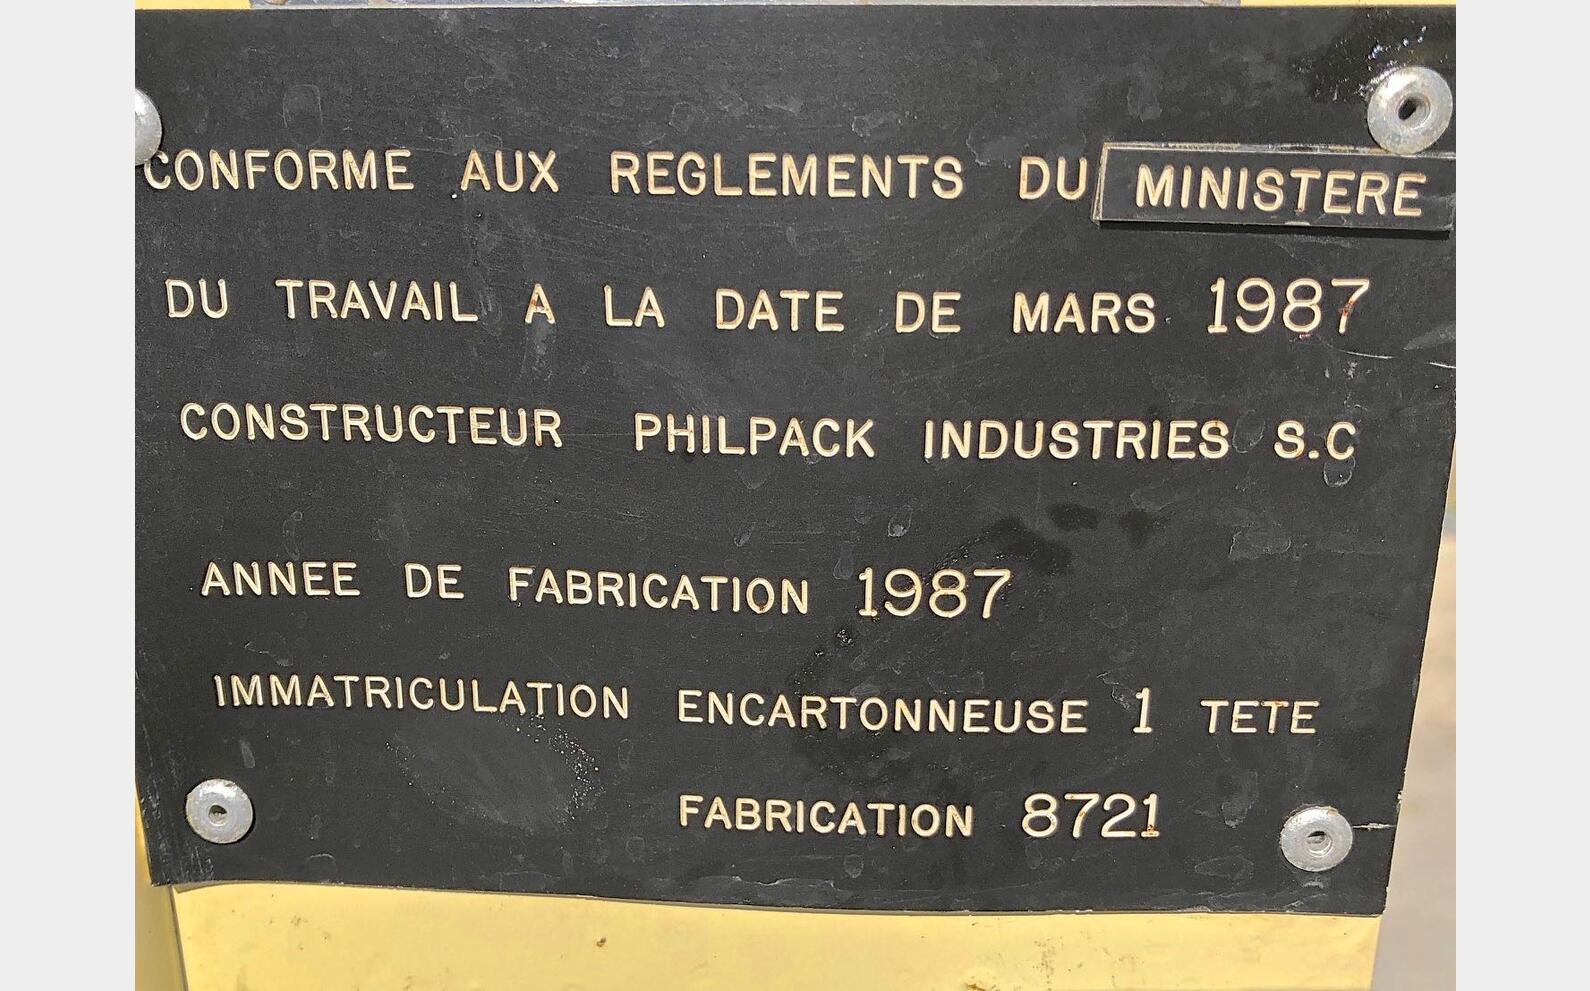 CONFORME AUX REGLEMENTS DU MINISTERE
DU TRAVAIL A LA DATE DE MARS 1987
CONSTRUCTEUR PHILPACK INDUSTRIES S.C
ANNEE DE FABRICATION 1987
IMMATRICULATION ENCARTONNEUSE 1 TETE
FABRICATION 8721